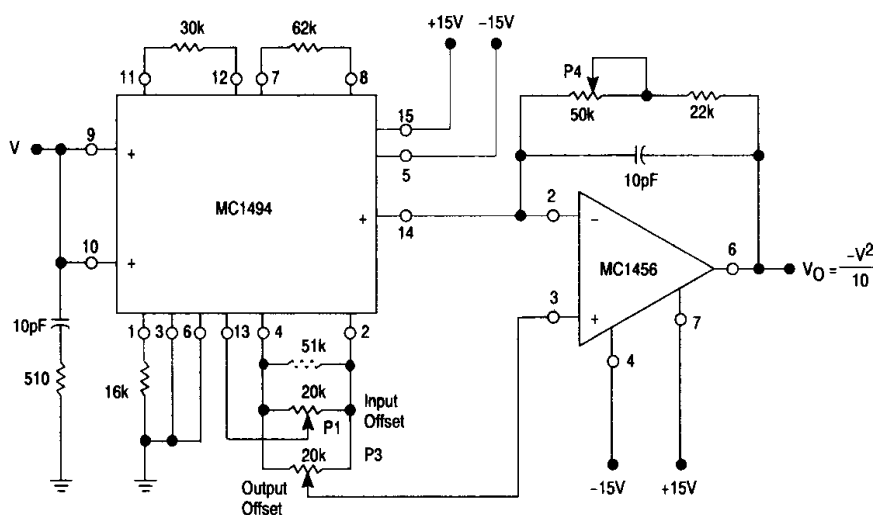 30k
62k
+15V
−15V
11
12
7
8
P4
50k
22k
15
V
9
+
5
10pF
MC1494
+
14
2
−
10
+
MC1456
6
V_O = −V²/10
3
+
7
1
3
6
13
4
2
4
10pF
51k
510
16k
20k
Input
Offset
P1
20k
P3
Output
Offset
−15V
+15V